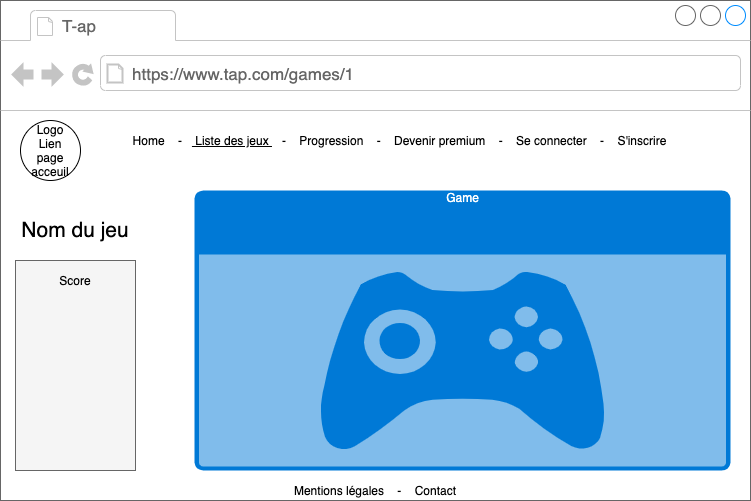 T-ap
https://www.tap.com/games/1
Logo
Lien
page
acceuil
Home - Liste des jeux - Progression - Devenir premium - Se connecter - S'inscrire
Game
Nom du jeu
Score
Mentions légales - Contact